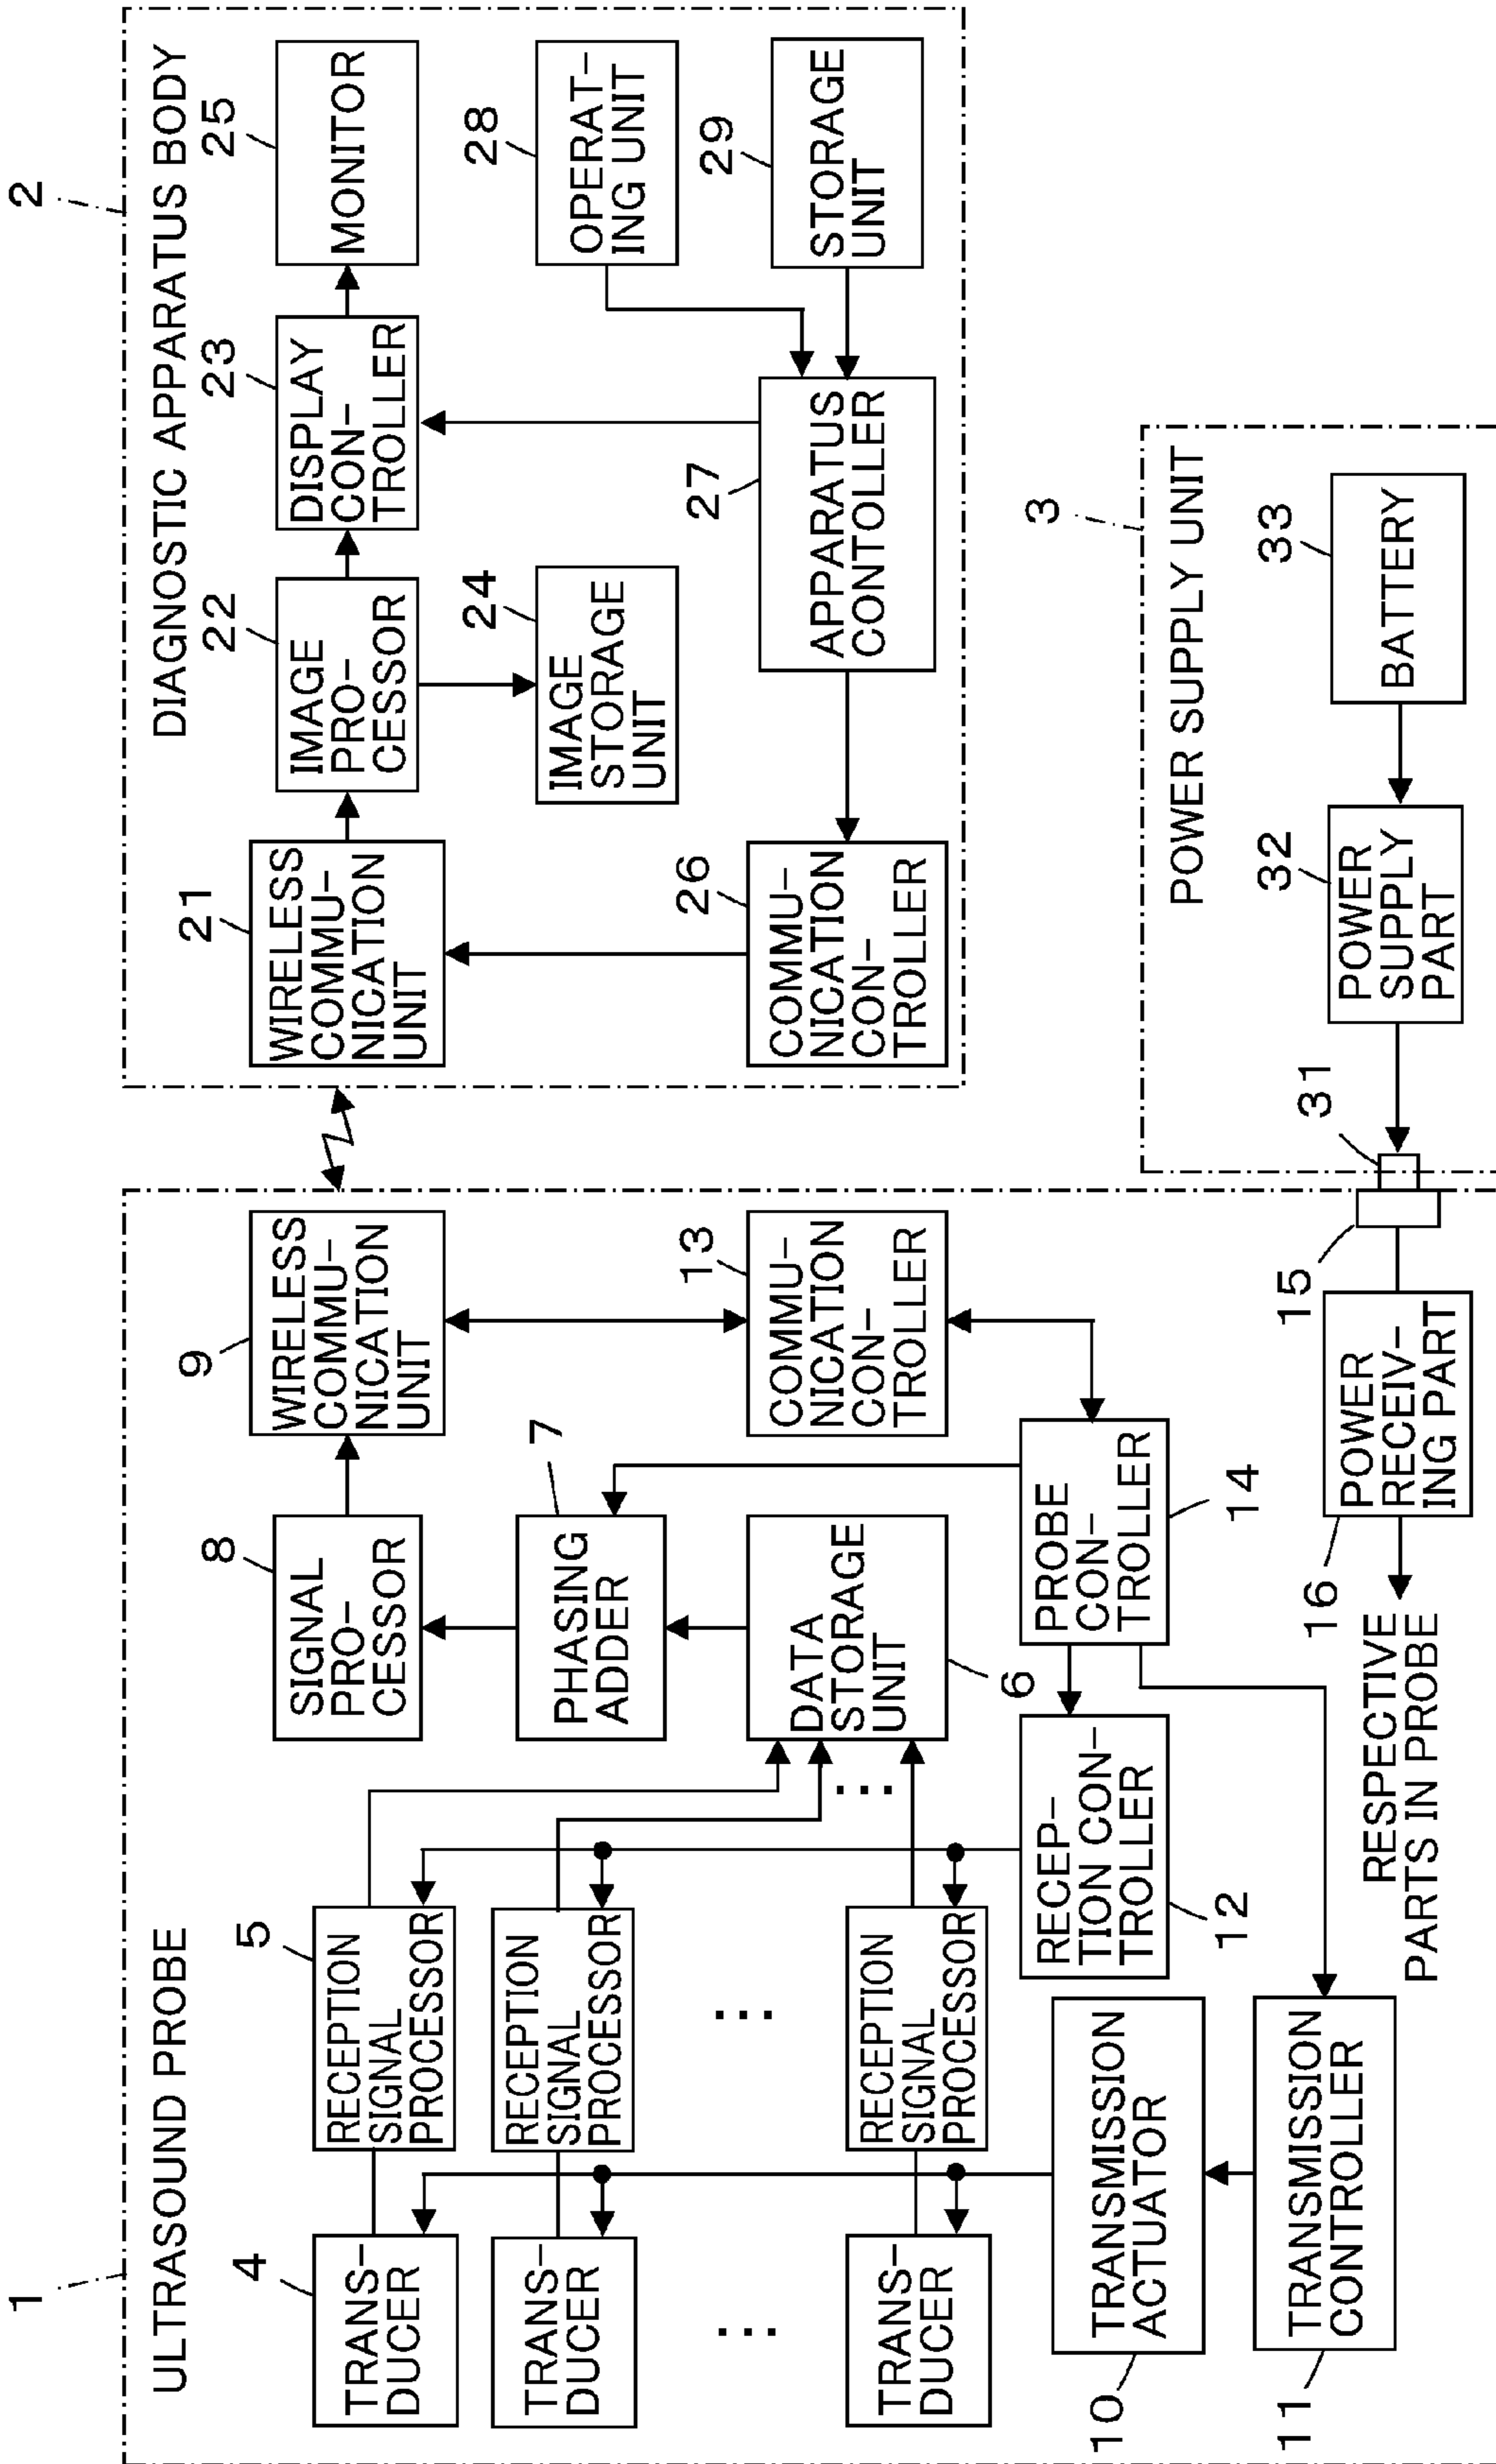 1
ULTRASOUND PROBE
4
TRANS-
DUCER
TRANS-
DUCER
...
TRANS-
DUCER
5
RECEPTION
SIGNAL
PROCESSOR
RECEPTION
SIGNAL
PROCESSOR
...
RECEPTION
SIGNAL
PROCESSOR
...
8
SIGNAL
PRO-
CESSOR
7
PHASING
ADDER
DATA
STORAGE
UNIT
6
9
WIRELESS
COMMU-
NICATION
UNIT
13
COMMU-
NICATION
CON-
TROLLER
PROBE
CON-
TROLLER
14
RECEP-
TION CON-
TROLLER
12
10
TRANSMISSION
ACTUATOR
11
TRANSMISSION
CONTROLLER
RESPECTIVE
PARTS IN PROBE
16
POWER
RECEIV-
ING PART
15
2
DIAGNOSTIC APPARATUS BODY
21
WIRELESS
COMMU-
NICATION
UNIT
22
IMAGE
PRO-
CESSOR
23
DISPLAY
CON-
TROLLER
25
MONITOR
24
IMAGE
STORAGE
UNIT
28
OPERAT-
ING UNIT
26
COMMU-
NICATION
CON-
TROLLER
27
APPARATUS
CONTOLLER
29
STORAGE
UNIT
3
POWER SUPPLY UNIT
31
32
POWER
SUPPLY
PART
33
BATTERY